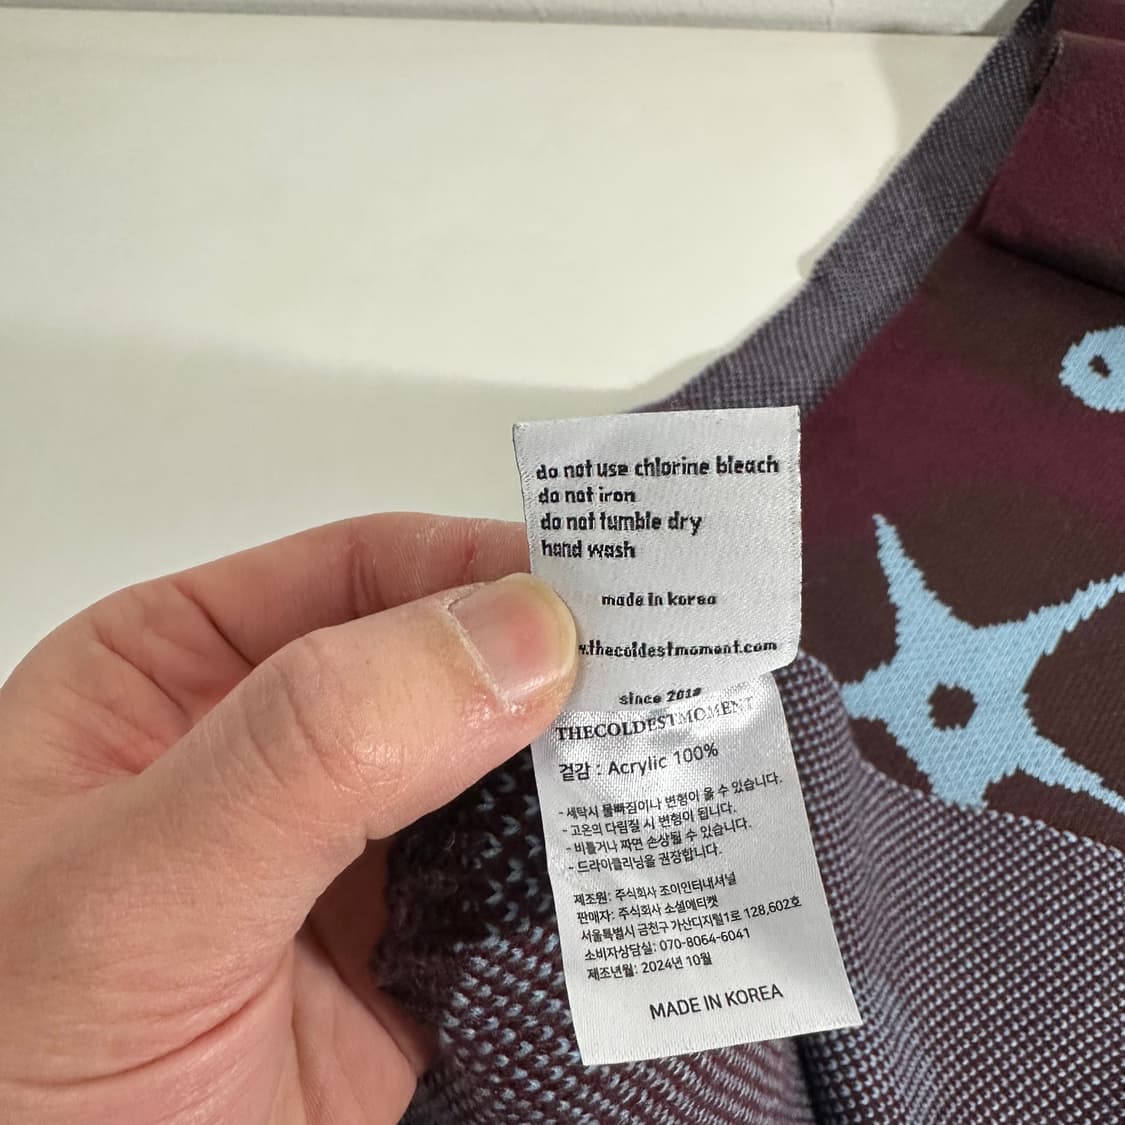 do not use chlorine bleach
do not iron
do not tumble dry
hand wash
made in korea
.thecoldestmoment.com
since 2018
THECOLDESTMOMENT
겉감 : Acrylic 100%
- 세탁시 물빠짐이나 변형이 올 수 있습니다.
- 고온의 다림질 시 변형이 됩니다.
- 비틀거나 짜면 손상될 수 있습니다.
- 드라이클리닝을 권장합니다.
제조원: 주식회사 조이인터내셔널
판매자: 주식회사 소셜에티켓
서울특별시 금천구 가산디지털1로 128,602호
소비자상담실: 070-8064-6041
제조년월: 2024년 10월
MADE IN KOREA